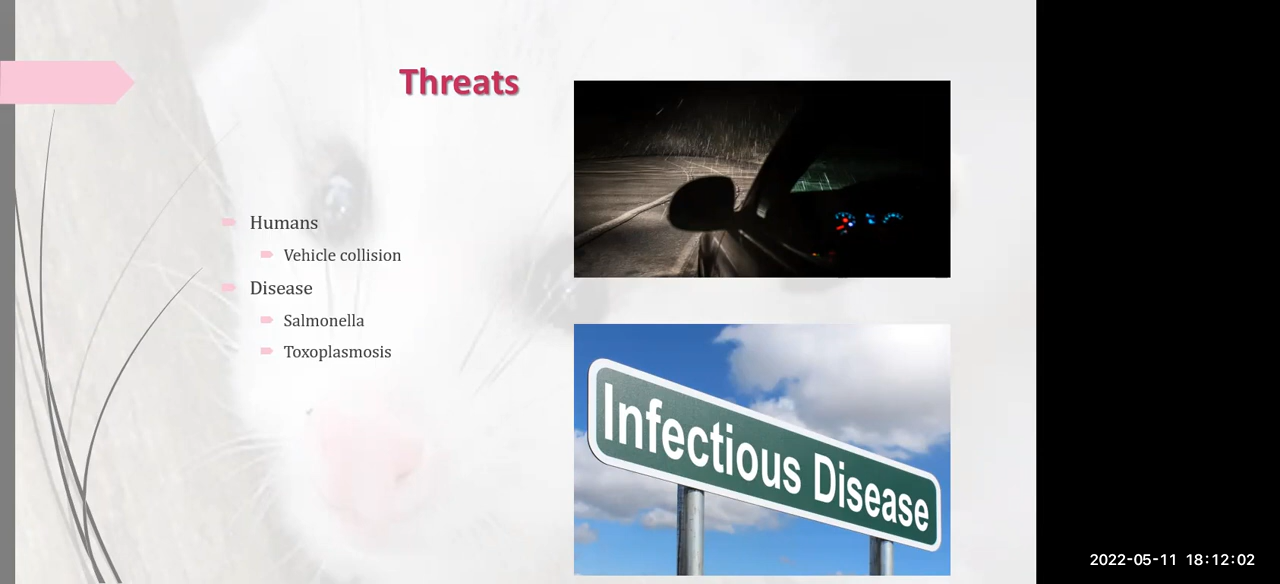 Threats
Humans
Vehicle collision
Disease
Salmonella
Toxoplasmosis
Infectious Disease
2022-05-11 18:12:02